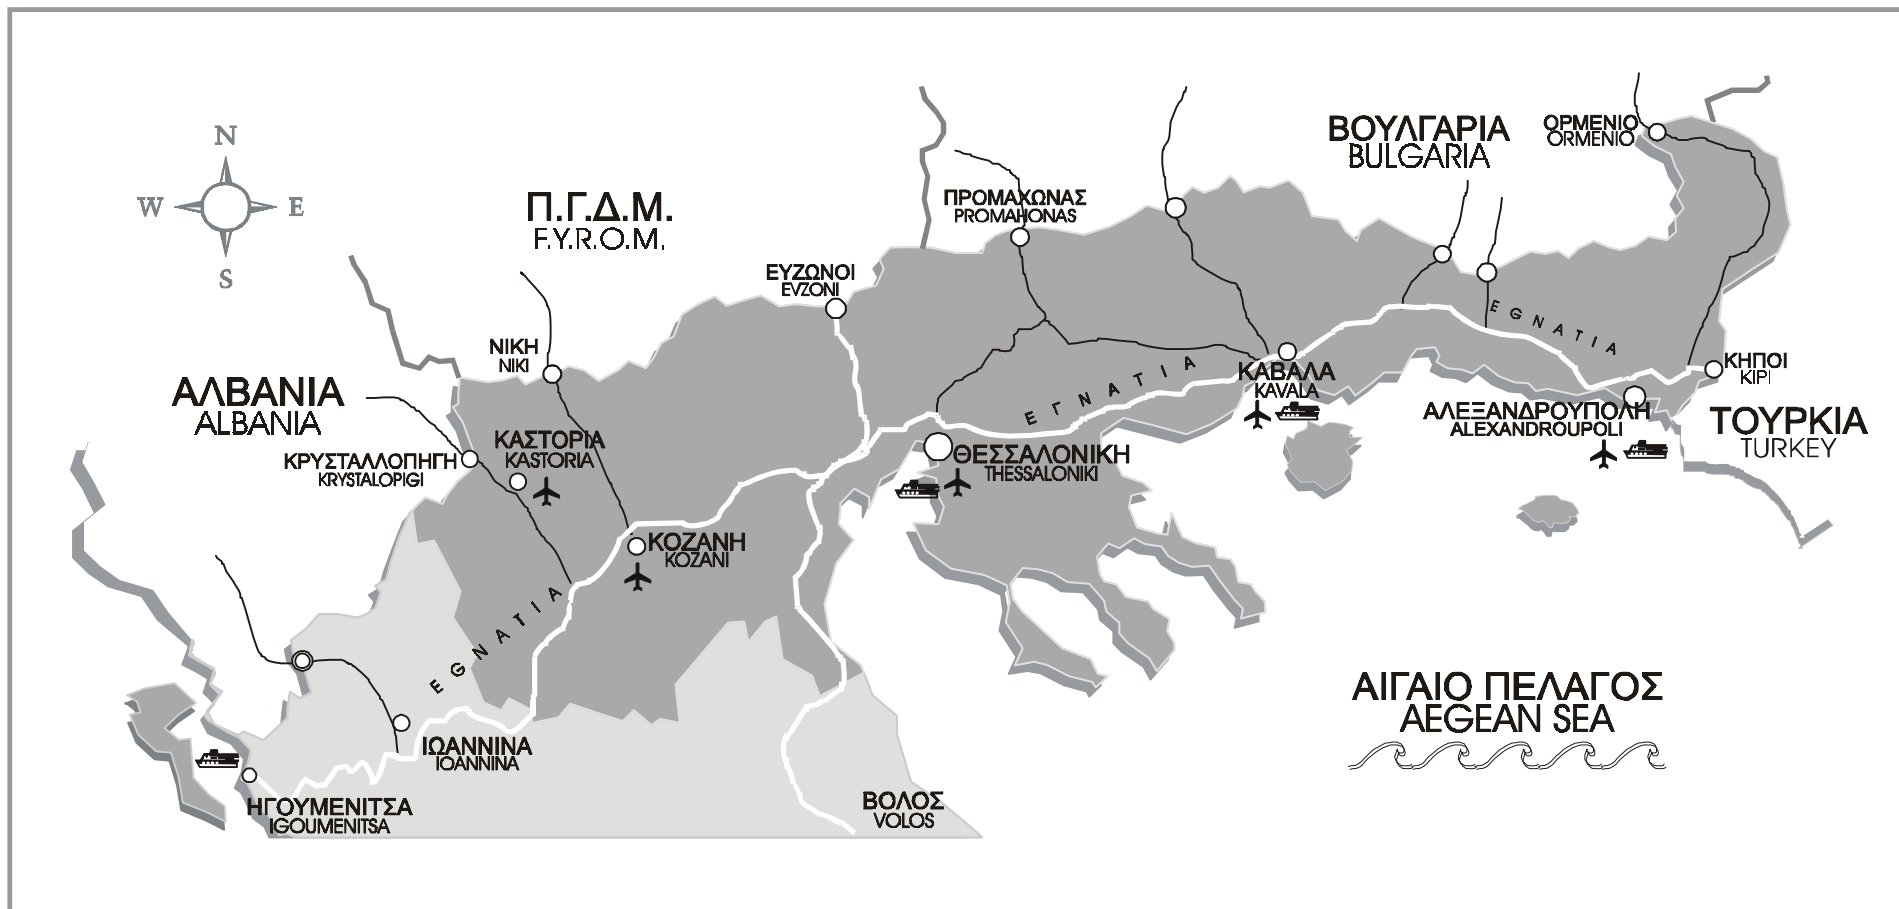 N
W E
S
Π.Γ.Δ.Μ.
F.Y.R.O.M.
ΒΟΥΛΓΑΡΙΑ
BULGARIA
ΟΡΜΕΝΙΟ
ORMENIO
ΠΡΟΜΑΧΩΝΑΣ
PROMAHONAS
ΕΥΖΩΝΟΙ
EVZONI
ΝΙΚΗ
NIKI
ΑΛΒΑΝΙΑ
ALBANIA
ΚΑΣΤΟΡΙΑ
KASTORIA
ΚΡΥΣΤΑΛΛΟΠΗΓΗ
KRYSTALOPIGI
EGNATIA
ΚΗΠΟΙ
KIPI
ΚΑΒΑΛΑ
KAVALA
ΕΓΝΑΤΙΑ
ΑΛΕΞΑΝΔΡΟΥΠΟΛΗ
ALEXANDROUPOLI
ΤΟΥΡΚΙΑ
TURKEY
ΘΕΣΣΑΛΟΝΙΚΗ
THESSALONIKI
ΚΟΖΑΝΗ
KOZANI
EGNATIA
ΙΩΑΝΝΙΝΑ
IOANNINA
ΑΙΓΑΙΟ ΠΕΛΑΓΟΣ
AEGEAN SEA
ΗΓΟΥΜΕΝΙΤΣΑ
IGOUMENITSA
ΒΟΛΟΣ
VOLOS